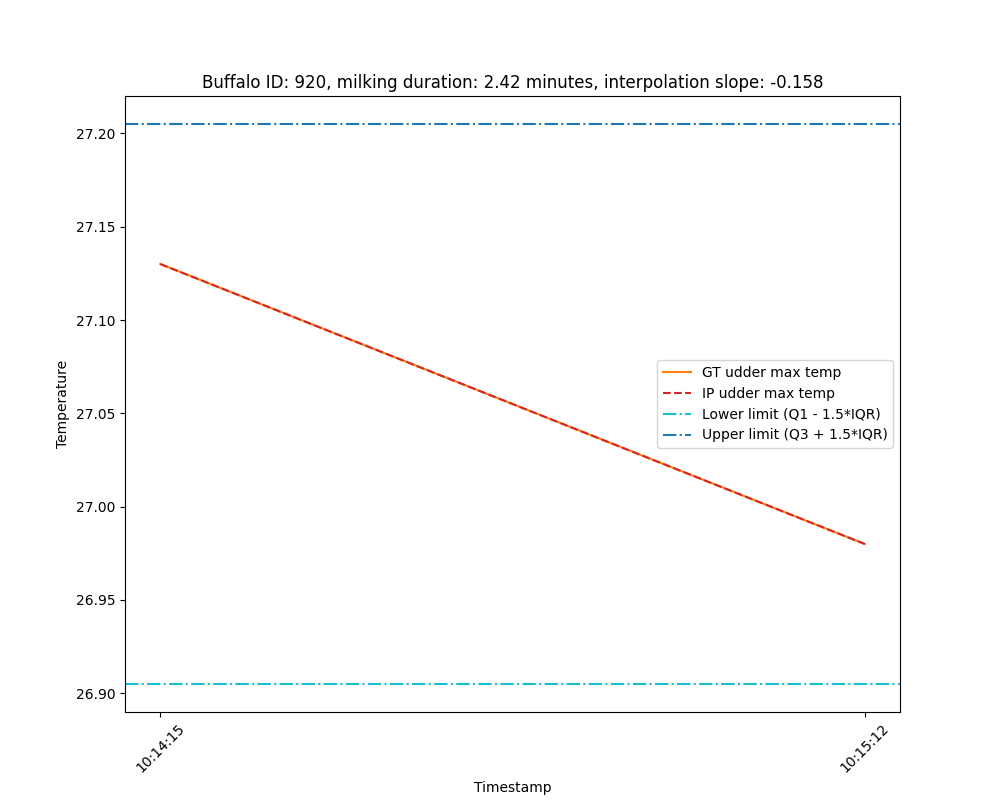 Buffalo ID: 920, milking duration: 2.42 minutes, interpolation slope: -0.158
27.20
27.15
27.10
27.05
27.00
26.95
26.90
Temperature
GT udder max temp
IP udder max temp
Lower limit (Q1 - 1.5*IQR)
Upper limit (Q3 + 1.5*IQR)
10:14:15
10:15:12
Timestamp